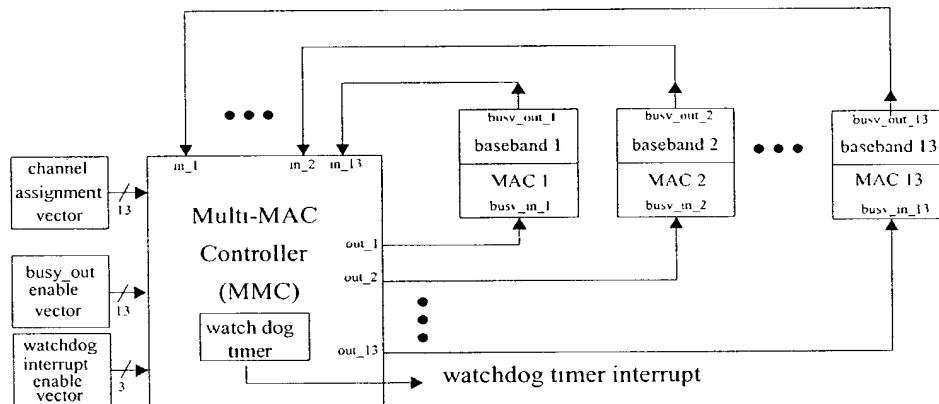 busy_out_1
busy_out_2
busy_out_13
baseband 1
baseband 2
baseband 13
MAC 1
MAC 2
MAC 13
busy_in_1
busy_in_2
busy_in_13
in_1
in_2
in_13
channel
assignment
vector
13
Multi-MAC
Controller
(MMC)
out_1
out_2
busy_out
enable
vector
13
watch dog
timer
out_13
watchdog
interrupt
enable
vector
3
watchdog timer interrupt